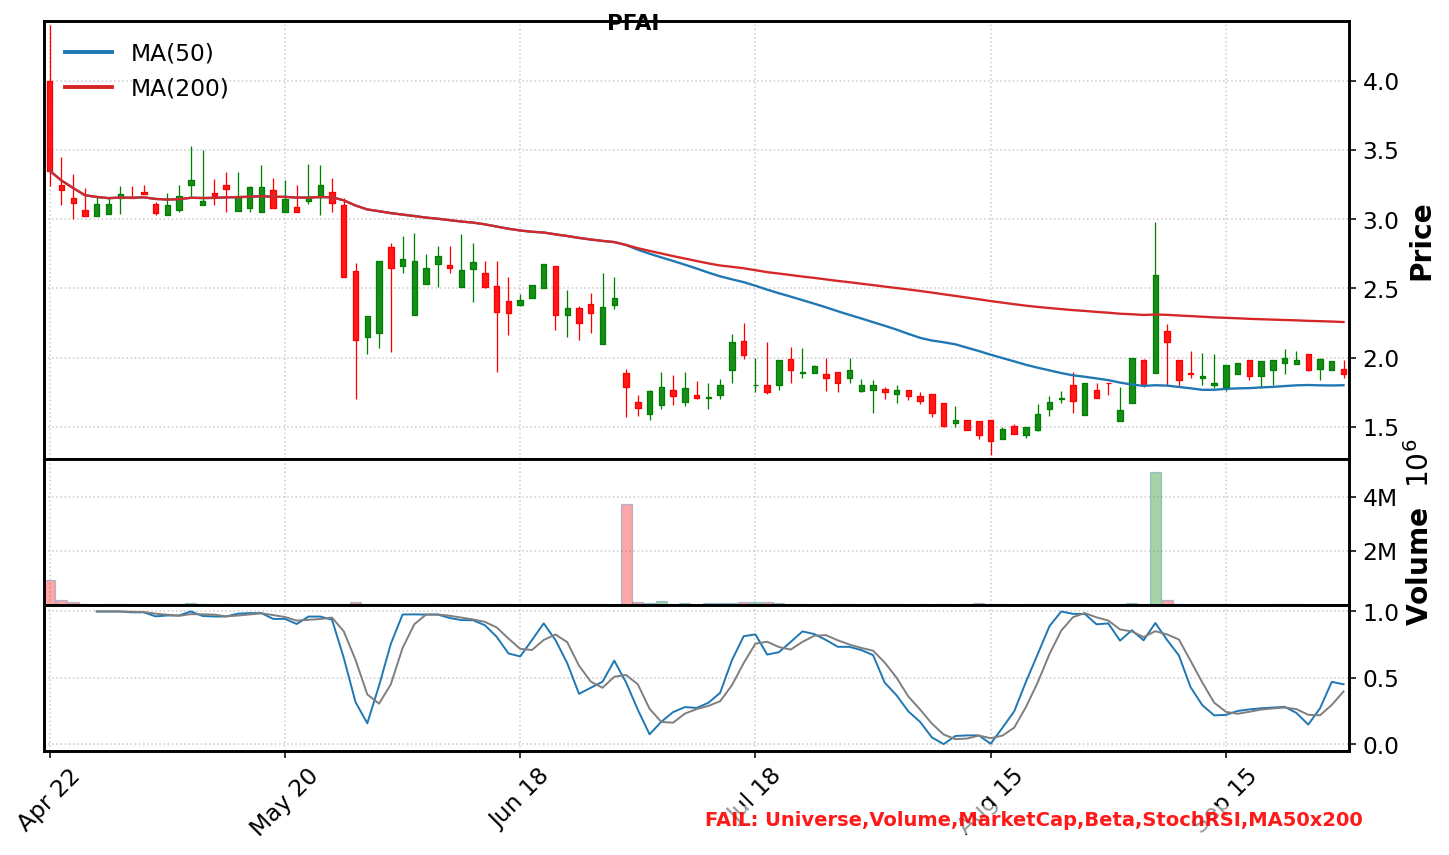 PFAI
MA(50)
MA(200)
4.0
3.5
3.0
2.5
2.0
1.5
Price
4M
2M
Volume 10⁶
1.0
0.5
0.0
Apr 22
May 20
Jun 18
Jul 18
Aug 15
Sep 15
FAIL: Universe,Volume,MarketCap,Beta,StochRSI,MA50x200